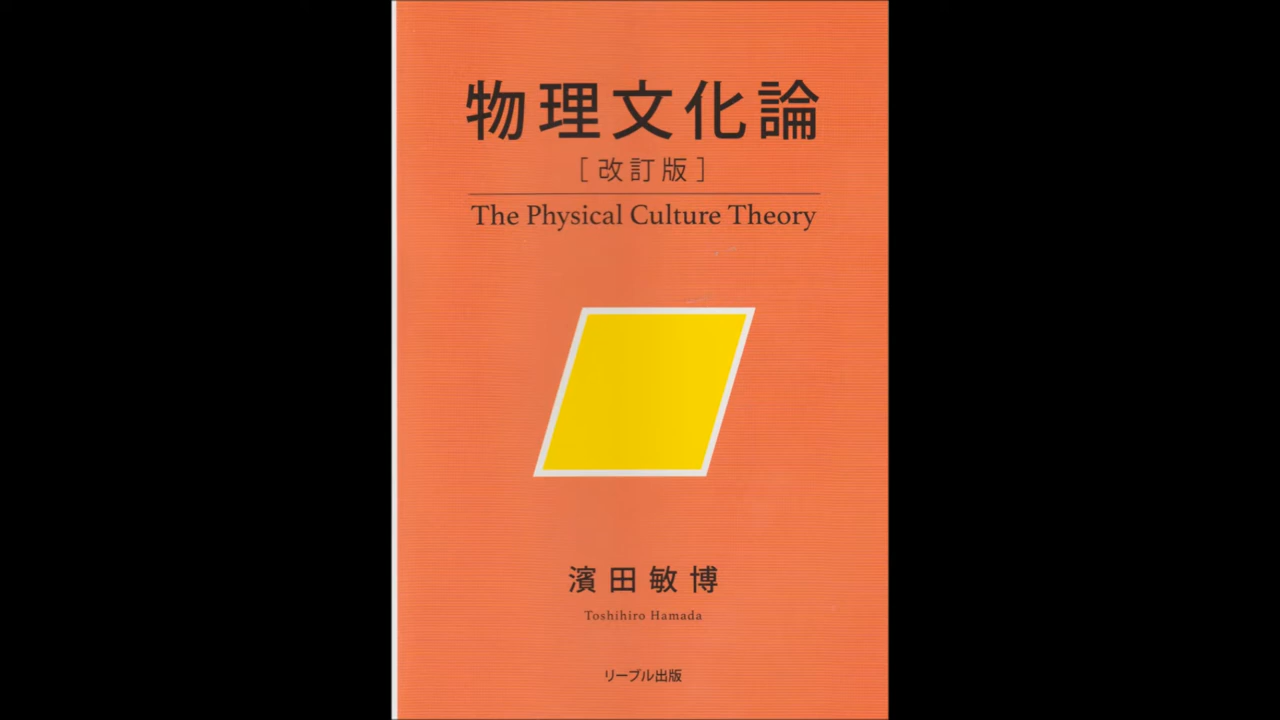 物理文化論
[改訂版]
The Physical Culture Theory
濱田敏博
Toshihiro Hamada
リーブル出版